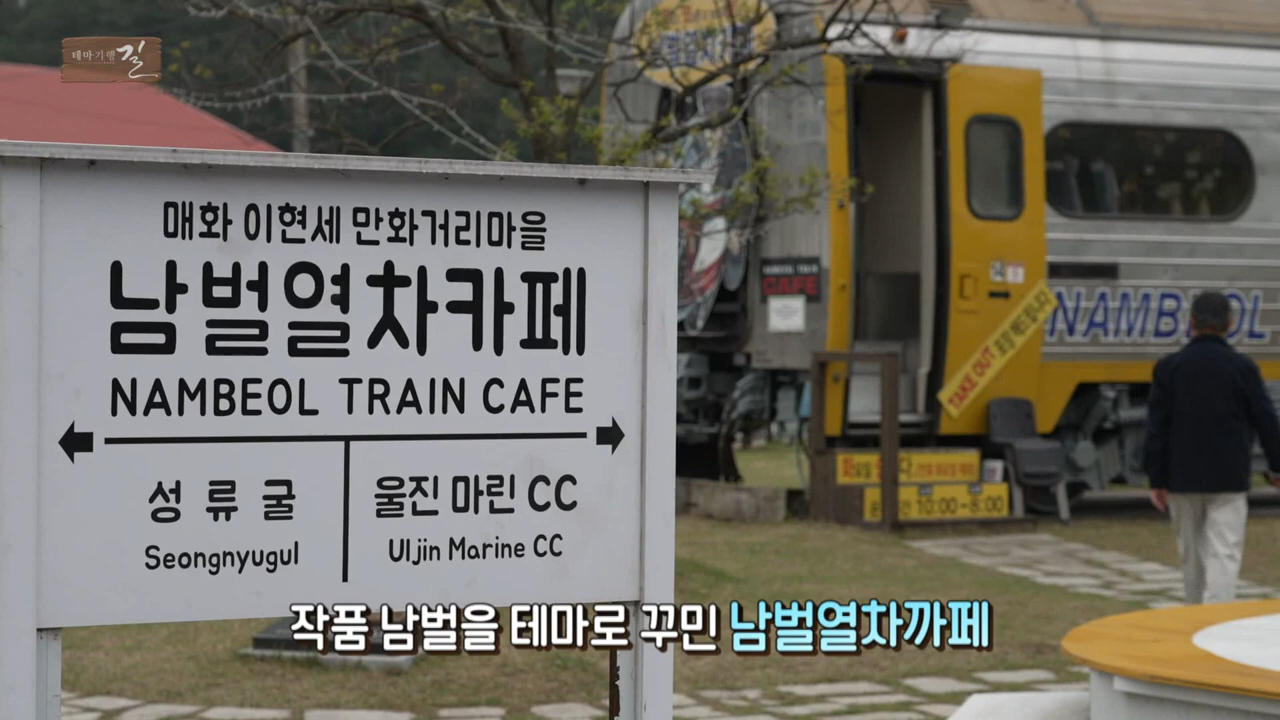 테마기행 길
매화 이현세 만화거리마을
남벌열차카페
NAMBEOL TRAIN CAFE
성류굴
울진 마린 CC
Seongnyugul
Uljin Marine CC
NAMBEOL TRAIN
CAFE
TAKE OUT
NAMBEOL
10:00-8:00
작품 남벌을 테마로 꾸민 남벌열차까페